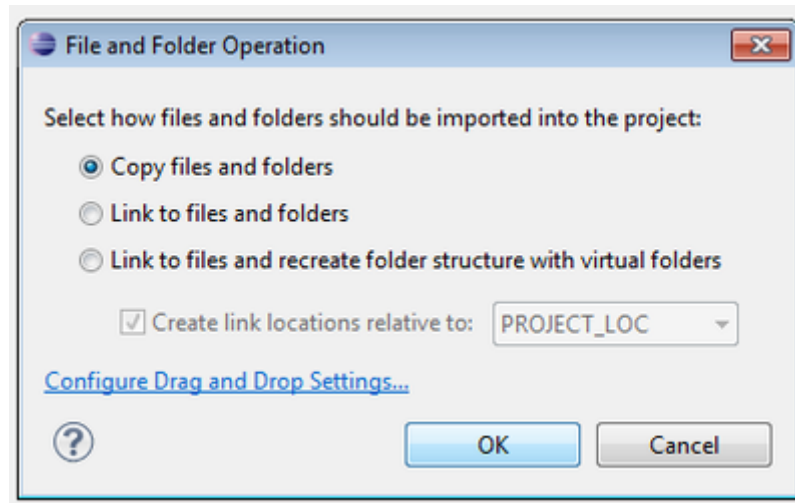 File and Folder Operation
Select how files and folders should be imported into the project:
Copy files and folders
Link to files and folders
Link to files and recreate folder structure with virtual folders
Create link locations relative to: PROJECT_LOC
Configure Drag and Drop Settings...
? OK Cancel